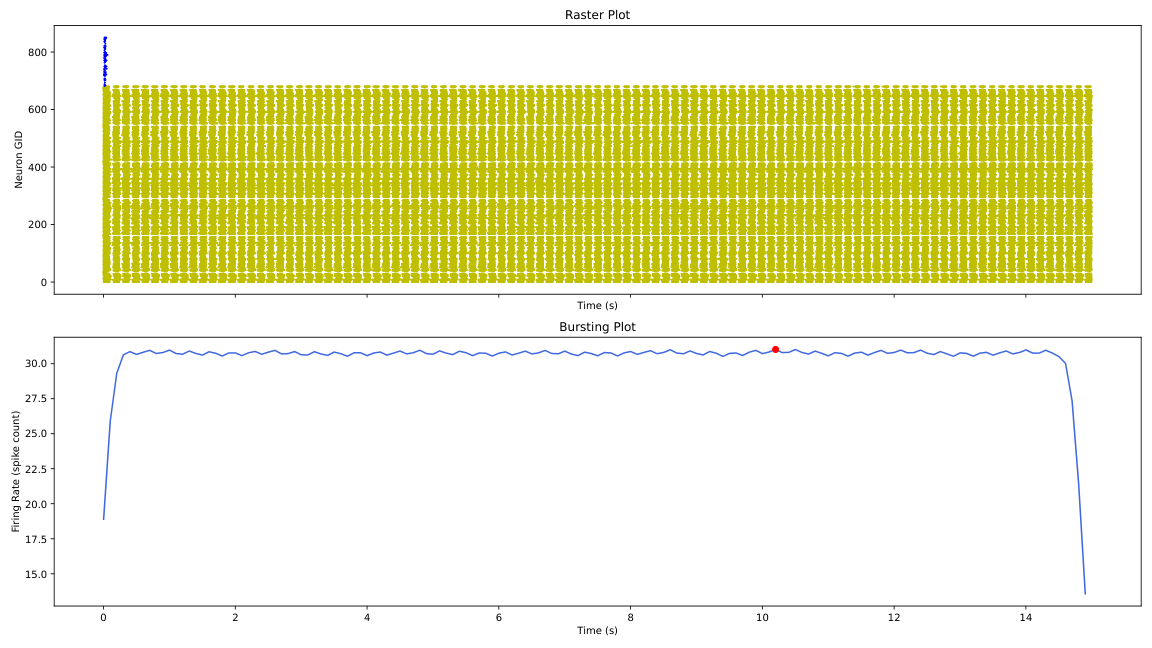 Raster Plot
800
600
400
200
0
Neuron GID
Time (s)
Bursting Plot
30.0
27.5
25.0
22.5
20.0
17.5
15.0
Firing Rate (spike count)
0 2 4 6 8 10 12 14
Time (s)